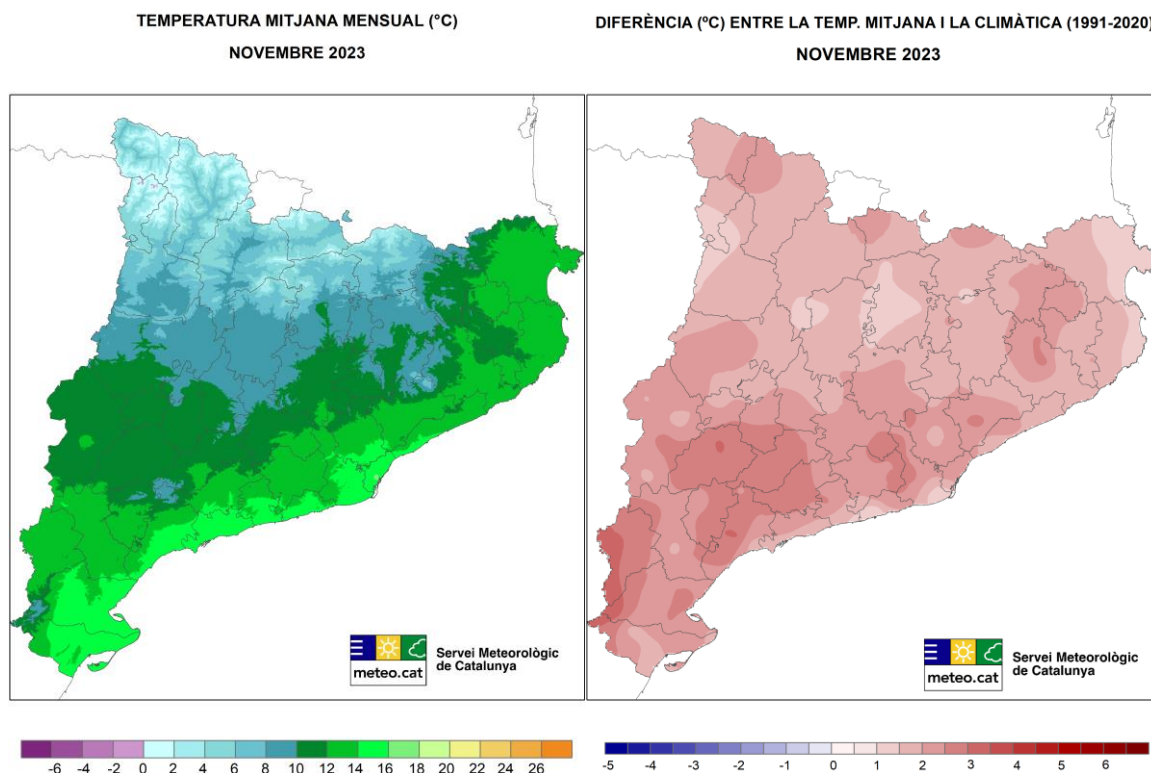 TEMPERATURA MITJANA MENSUAL (°C)
NOVEMBRE 2023
DIFERÈNCIA (ºC) ENTRE LA TEMP. MITJANA I LA CLIMÀTICA (1991-2020)
NOVEMBRE 2023
meteo.cat
Servei Meteorològic
de Catalunya
meteo.cat
Servei Meteorològic
de Catalunya
-6 -4 -2 0 2 4 6 8 10 12 14 16 18 20 22 24 26
-5 -4 -3 -2 -1 0 1 2 3 4 5 6